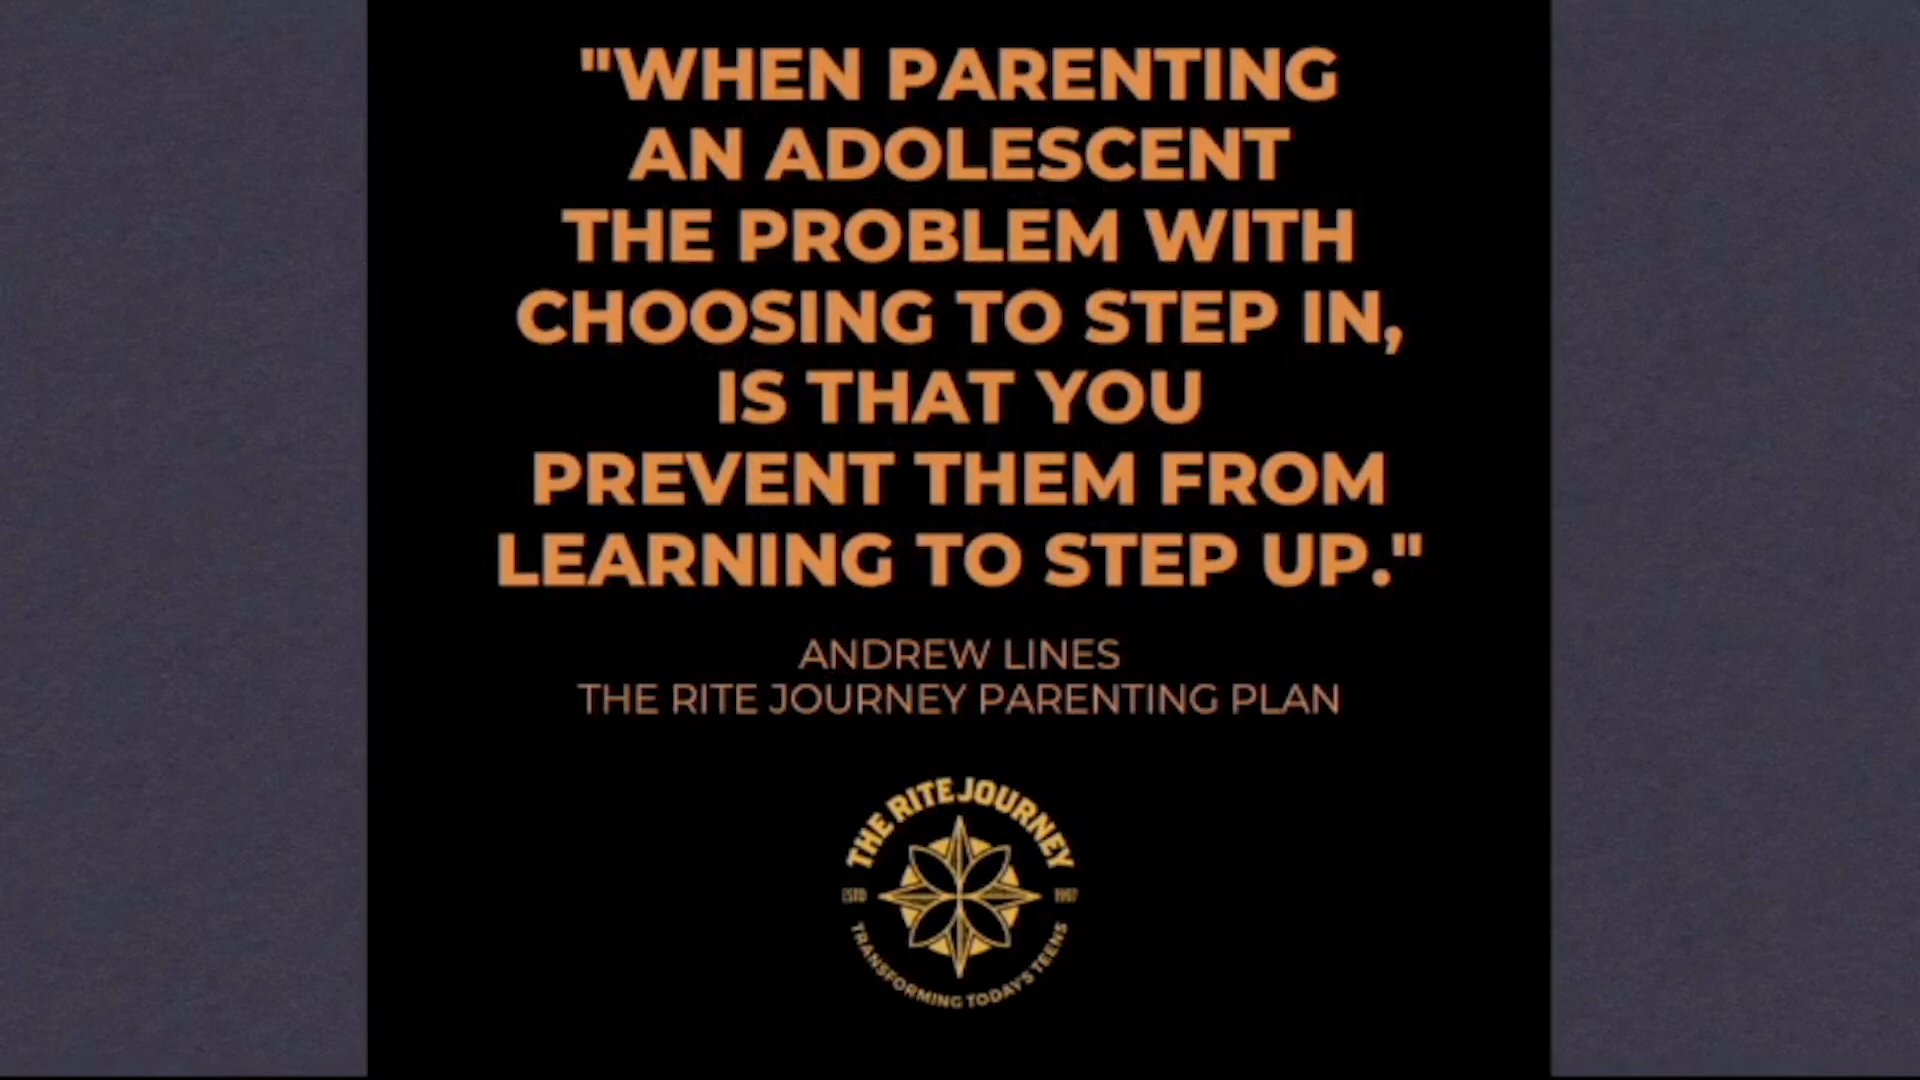 "WHEN PARENTING
AN ADOLESCENT
THE PROBLEM WITH
CHOOSING TO STEP IN,
IS THAT YOU
PREVENT THEM FROM
LEARNING TO STEP UP."
ANDREW LINES
THE RITE JOURNEY PARENTING PLAN
THE RITE JOURNEY
ESTD
TRANSFORMING TODAY'S TEENS